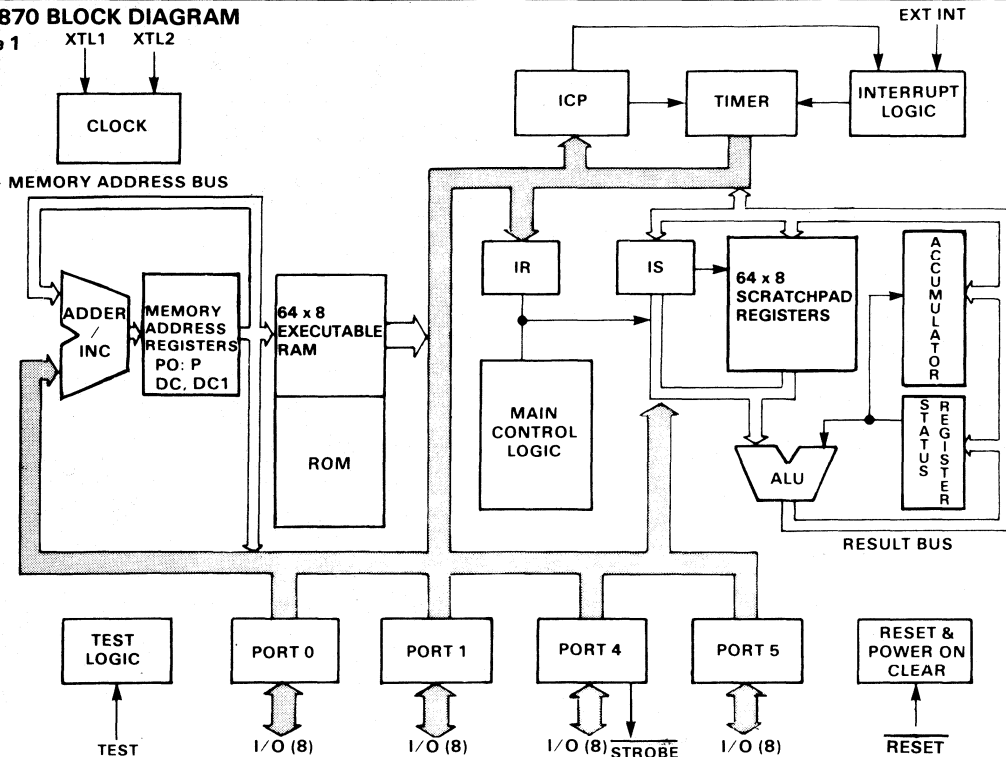 870 BLOCK DIAGRAM
e 1
XTL1 XTL2
EXT INT
CLOCK
ICP
TIMER
INTERRUPT
LOGIC
MEMORY ADDRESS BUS
IR
IS
64 x 8
SCRATCHPAD
REGISTERS
ACCUMULATOR
ADDER
/
INC
MEMORY
ADDRESS
REGISTERS
PO: P
DC, DC1
64 x 8
EXECUTABLE
RAM
ROM
MAIN
CONTROL
LOGIC
STATUS
REGISTER
ALU
RESULT BUS
TEST
LOGIC
PORT 0
PORT 1
PORT 4
PORT 5
RESET &
POWER ON
CLEAR
TEST
I/O (8)
I/O (8)
I/O (8)
STROBE
I/O (8)
RESET